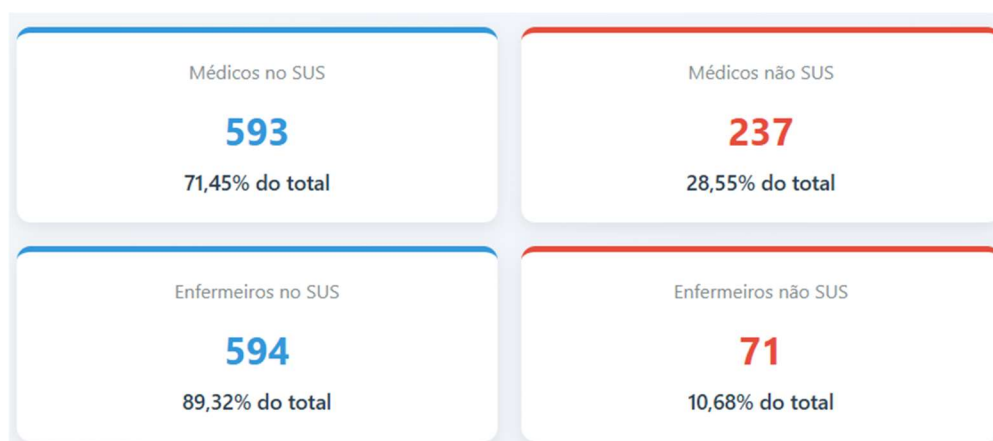 Médicos no SUS
593
71,45% do total
Médicos não SUS
237
28,55% do total
Enfermeiros no SUS
594
89,32% do total
Enfermeiros não SUS
71
10,68% do total